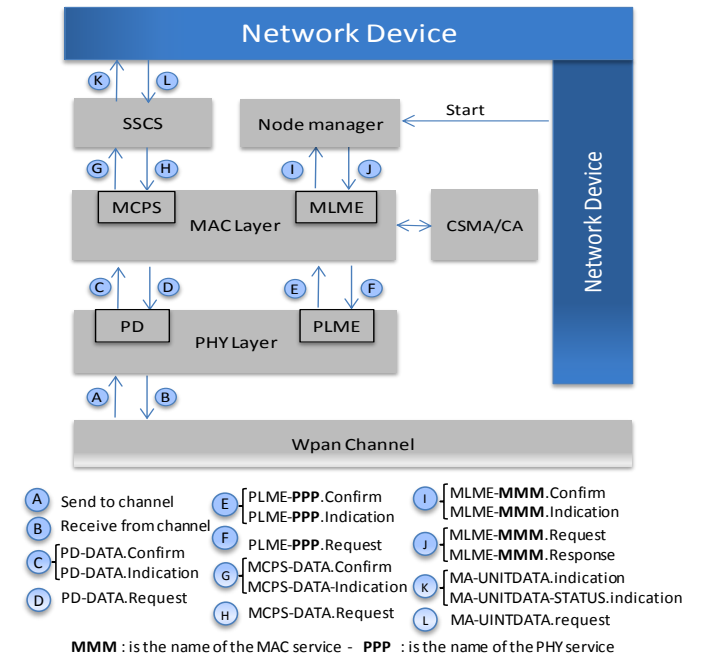 Network Device
K
L
SSCS
Node manager
Start
G
H
I
J
MCPS
MLME
MAC Layer
CSMA/CA
Network Device
C
D
E
F
PD
PLME
PHY Layer
A
B
Wpan Channel
A Send to channel
B Receive from channel
C PD-DATA.Confirm
PD-DATA.Indication
D PD-DATA.Request
E PLME-PPP.Confirm
PLME-PPP.Indication
F PLME-PPP.Request
G MCPS-DATA.Confirm
MCPS-DATA-Indication
H MCPS-DATA.Request
I MLME-MMM.Confirm
MLME-MMM.Indication
J MLME-MMM.Request
MLME-MMM.Response
K MA-UNITDATA.indication
MA-UNITDATA-STATUS.indication
L MA-UINTDATA.request
MMM : is the name of the MAC service - PPP : is the name of the PHY service